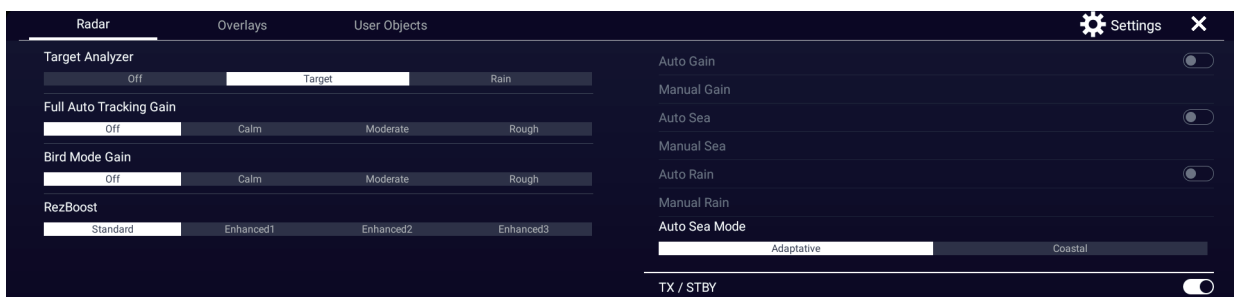 Radar Overlays User Objects Settings
Target Analyzer
Off Target Rain
Full Auto Tracking Gain
Off Calm Moderate Rough
Bird Mode Gain
Off Calm Moderate Rough
RezBoost
Standard Enhanced1 Enhanced2 Enhanced3
Auto Gain
Manual Gain
Auto Sea
Manual Sea
Auto Rain
Manual Rain
Auto Sea Mode
Adaptative Coastal
TX / STBY